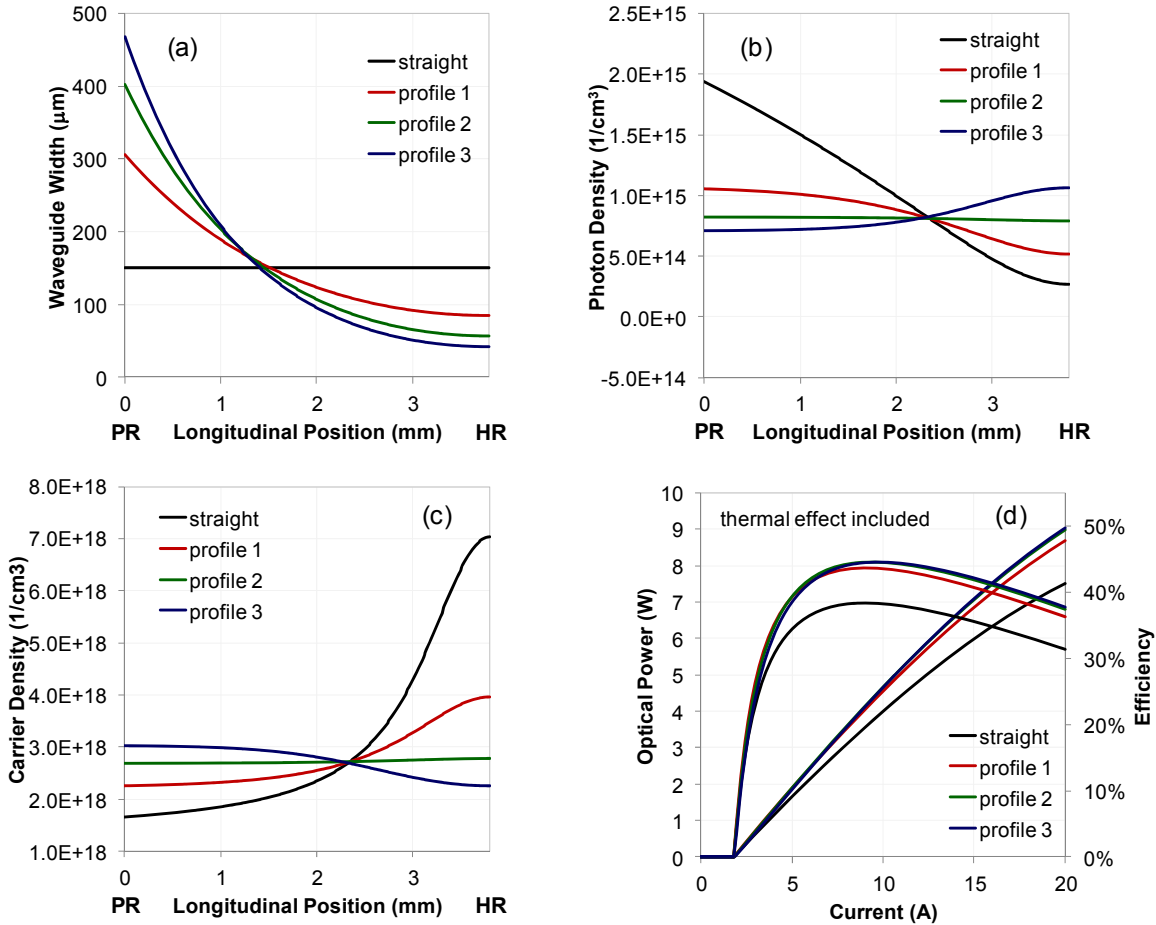 (a)
500
400
300
200
100
0
Waveguide Width (μm)
straight
profile 1
profile 2
profile 3
0 1 2 3
PR Longitudinal Position (mm) HR
(b)
2.5E+15
2.0E+15
1.5E+15
1.0E+15
5.0E+14
0.0E+0
-5.0E+14
Photon Density (1/cm³)
straight
profile 1
profile 2
profile 3
0 1 2 3
PR Longitudinal Position (mm) HR
(c)
8.0E+18
7.0E+18
6.0E+18
5.0E+18
4.0E+18
3.0E+18
2.0E+18
1.0E+18
Carrier Density (1/cm3)
straight
profile 1
profile 2
profile 3
0 1 2 3
PR Longitudinal Position (mm) HR
thermal effect included (d)
10
9
8
7
6
5
4
3
2
1
0
Optical Power (W)
50%
40%
30%
20%
10%
0%
Efficiency
straight
profile 1
profile 2
profile 3
0 5 10 15 20
Current (A)